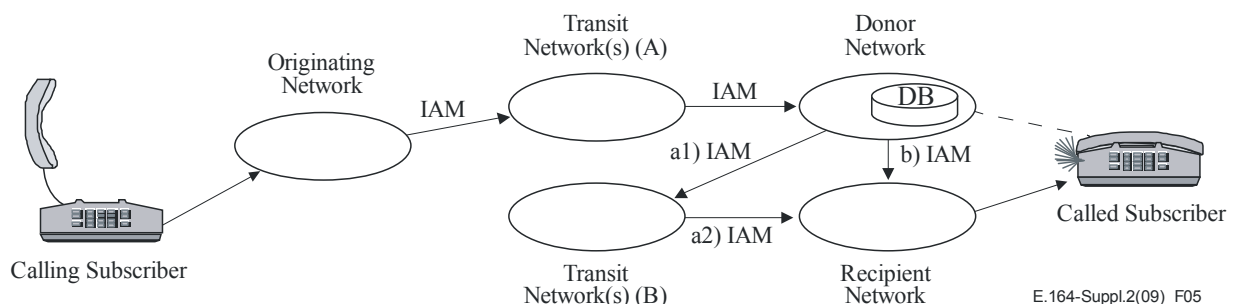 Transit
Network(s) (A)
Donor
Network
Originating
Network
IAM
IAM
DB
a1) IAM
b) IAM
a2) IAM
Calling Subscriber
Called Subscriber
Transit
Network(s) (B)
Recipient
Network
E.164-Suppl.2(09)_F05